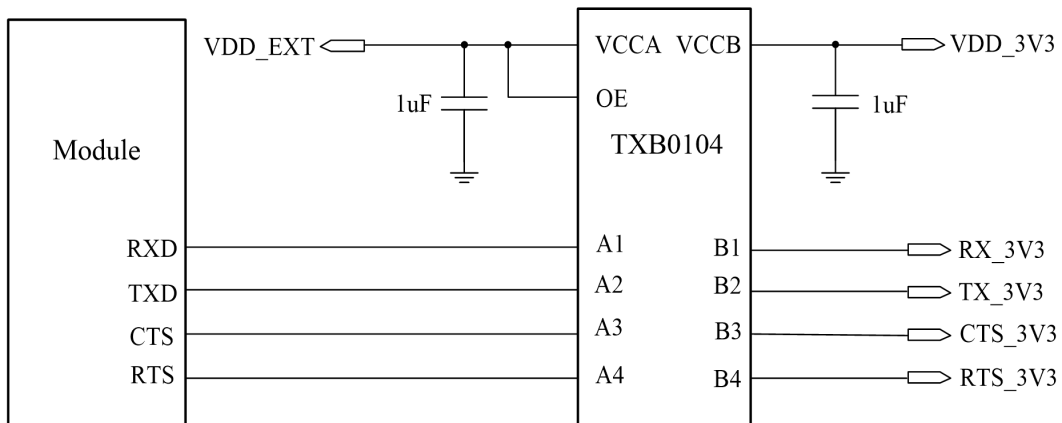 VDD_EXT
VCCA VCCB
VDD_3V3
1uF
OE
1uF
TXB0104
Module
RXD
A1
B1
RX_3V3
TXD
A2
B2
TX_3V3
CTS
A3
B3
CTS_3V3
RTS
A4
B4
RTS_3V3